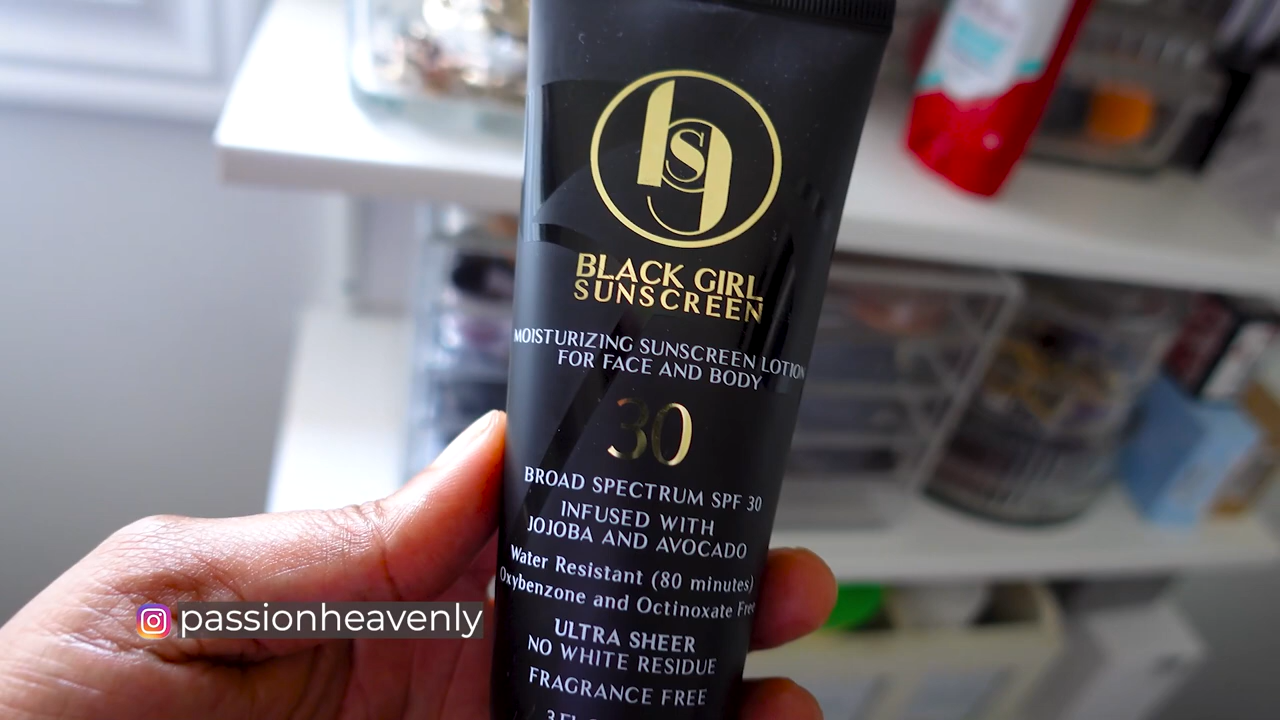 bgs
BLACK GIRL
SUNSCREEN
MOISTURIZING SUNSCREEN LOTION
FOR FACE AND BODY
30
BROAD SPECTRUM SPF 30
INFUSED WITH
JOJOBA AND AVOCADO
Water Resistant (80 minutes)
Oxybenzone and Octinoxate Free
ULTRA SHEER
NO WHITE RESIDUE
FRAGRANCE FREE
passionheavenly